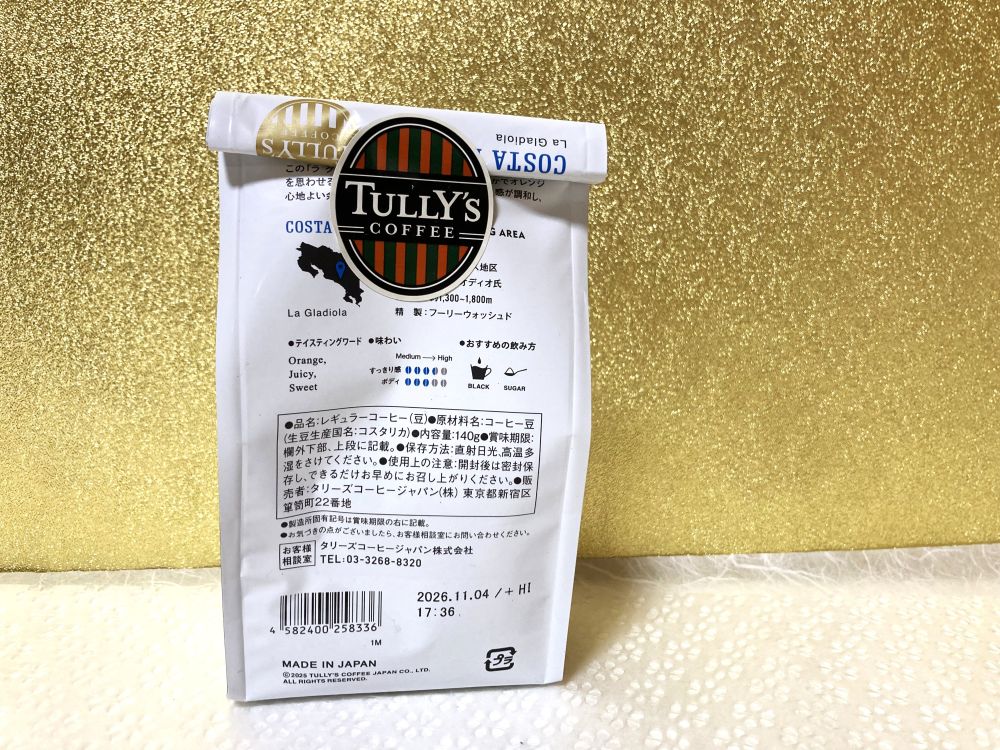 TULLY'S
COFFEE
La Gladiola
COSTA
この「ラ
を思わせる
でオレンジ
心地よい
感が調和し、
TULLY'S
COFFEE
COSTA
G AREA
地区
オディオ氏
1,300~1,800m
La Gladiola
精 製：フーリーウォッシュド
●テイスティングワード ●味わい ●おすすめの飲み方
Orange,
Juicy,
Sweet
Medium → High
すっきり感
ボディ
BLACK SUGAR
●品名：レギュラーコーヒー(豆)●原材料名：コーヒー豆
(生豆生産国名：コスタリカ)●内容量：140g●賞味期限：
欄外下部、上段に記載。●保存方法：直射日光、高温多
湿をさけてください。●使用上の注意：開封後は密封保
存し、できるだけお早めにお召し上がりください。●販
売者：タリーズコーヒージャパン(株) 東京都新宿区
簞笥町22番地
●製造所固有記号は賞味期限の右に記載。
●お気づきの点がございましたら、お客様相談室にお問い合わせください。
お客様
相談室
タリーズコーヒージャパン株式会社
TEL:03-3268-8320
2026.11.04 /+ HI
17:36
4 582400 258336
1M
MADE IN JAPAN
©2025 TULLY'S COFFEE JAPAN CO., LTD.
ALL RIGHTS RESERVED.
プラ